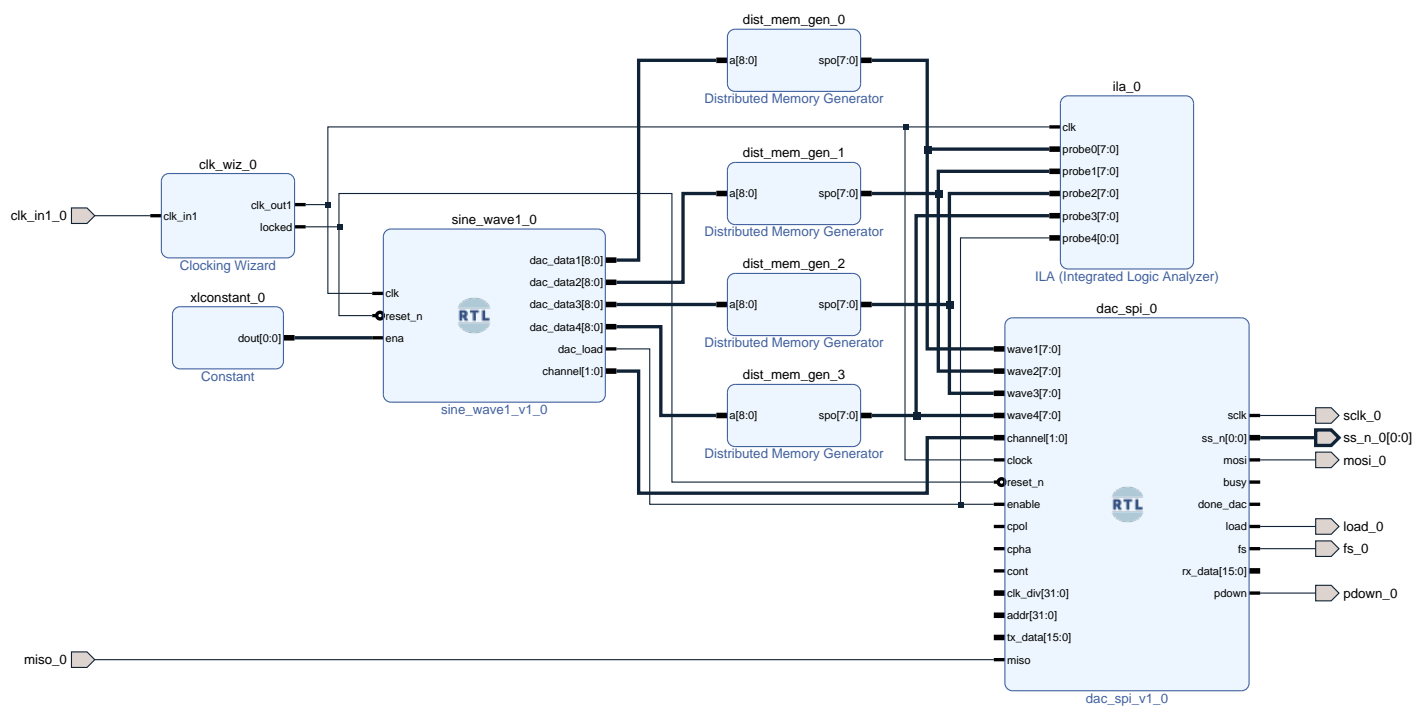 dist_mem_gen_0
a[8:0]
spo[7:0]
Distributed Memory Generator
ila_0
clk
probe0[7:0]
probe1[7:0]
probe2[7:0]
probe3[7:0]
probe4[0:0]
ILA (Integrated Logic Analyzer)
dist_mem_gen_1
a[8:0]
spo[7:0]
Distributed Memory Generator
clk_wiz_0
clk_in1_0
clk_in1
clk_out1
locked
Clocking Wizard
sine_wave1_0
clk
reset_n
ena
RTL
dac_data1[8:0]
dac_data2[8:0]
dac_data3[8:0]
dac_data4[8:0]
dac_load
channel[1:0]
sine_wave1_v1_0
xlconstant_0
dout[0:0]
Constant
dist_mem_gen_2
a[8:0]
spo[7:0]
Distributed Memory Generator
dist_mem_gen_3
a[8:0]
spo[7:0]
Distributed Memory Generator
dac_spi_0
wave1[7:0]
wave2[7:0]
wave3[7:0]
wave4[7:0]
channel[1:0]
clock
reset_n
enable
cpol
cpha
cont
clk_div[31:0]
addr[31:0]
tx_data[15:0]
miso
RTL
sclk
ss_n[0:0]
mosi
busy
done_dac
load
fs
rx_data[15:0]
pdown
dac_spi_v1_0
sclk_0
ss_n_0[0:0]
mosi_0
load_0
fs_0
pdown_0
miso_0